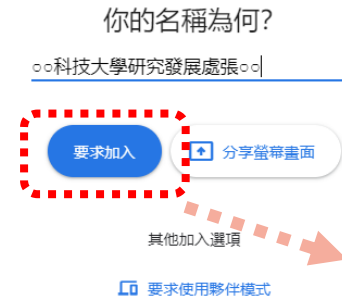 你的名稱為何？
○○科技大學研究發展處張○○
要求加入
分享螢幕畫面
其他加入選項
要求使用夥伴模式